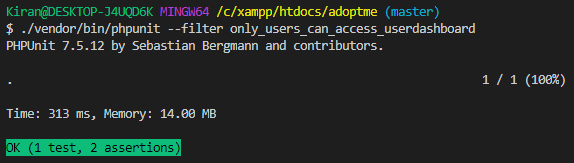 Kiran@DESKTOP-J4UQD6K MINGW64 /c/xampp/htdocs/adoptme (master)
$ ./vendor/bin/phpunit --filter only_users_can_access_userdashboard
PHPUnit 7.5.12 by Sebastian Bergmann and contributors.
. 1 / 1 (100%)
Time: 313 ms, Memory: 14.00 MB
OK (1 test, 2 assertions)